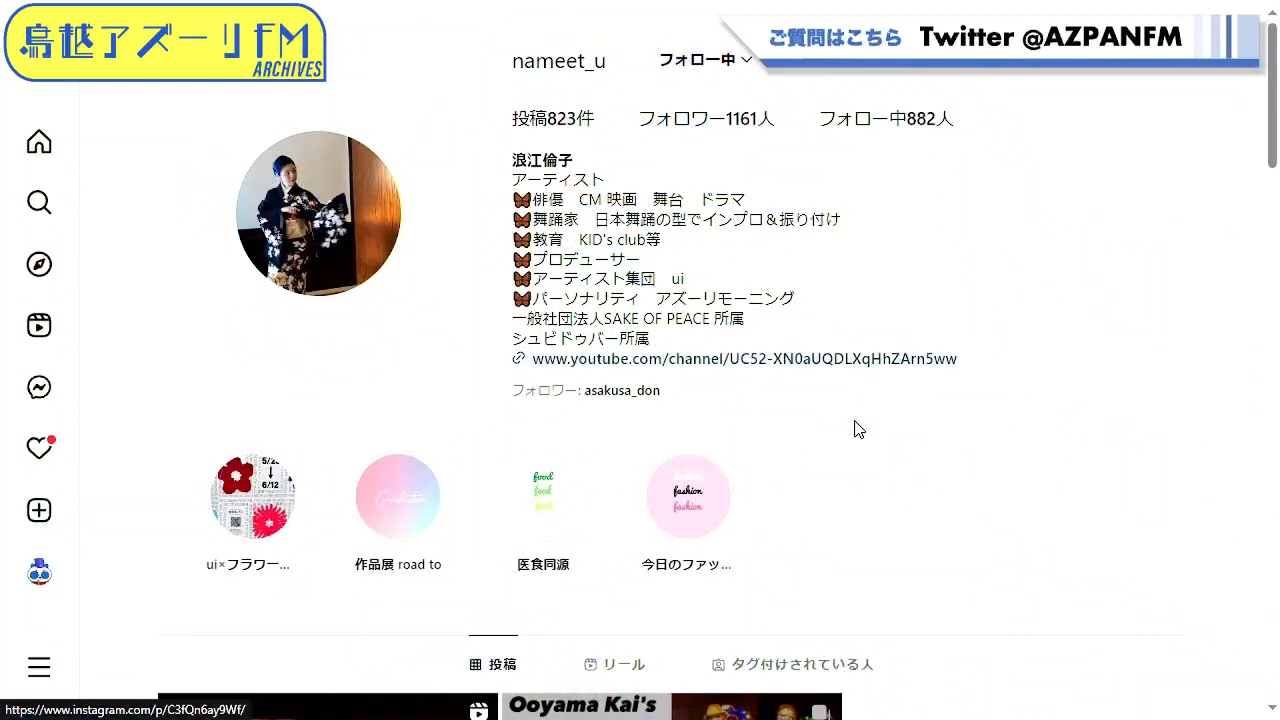 鳥越アズーリFM
ARCHIVES
ご質問はこちら Twitter @AZPANFM
nameet_u
フォロー中
投稿823件 フォロワー1161人 フォロー中882人
浪江倫子
アーティスト
🦋俳優 CM 映画 舞台 ドラマ
🦋舞踊家 日本舞踊の型でインプロ＆振り付け
🦋教育 KID's club等
🦋プロデューサー
🦋アーティスト集団 ui
🦋パーソナリティ アズーリモーニング
一般社団法人SAKE OF PEACE 所属
シュビドゥバー所属
www.youtube.com/channel/UC52-XN0aUQDLXqHhZArn5ww
フォロワー: asakusa_don
5/2
6/12
food
food
food
fashion
fashion
ui×フラワー... 作品展 road to 医食同源 今日のファッ...
投稿 リール タグ付けされている人
Ooyama Kai's
https://www.instagram.com/p/C3fQn6ay9Wf/